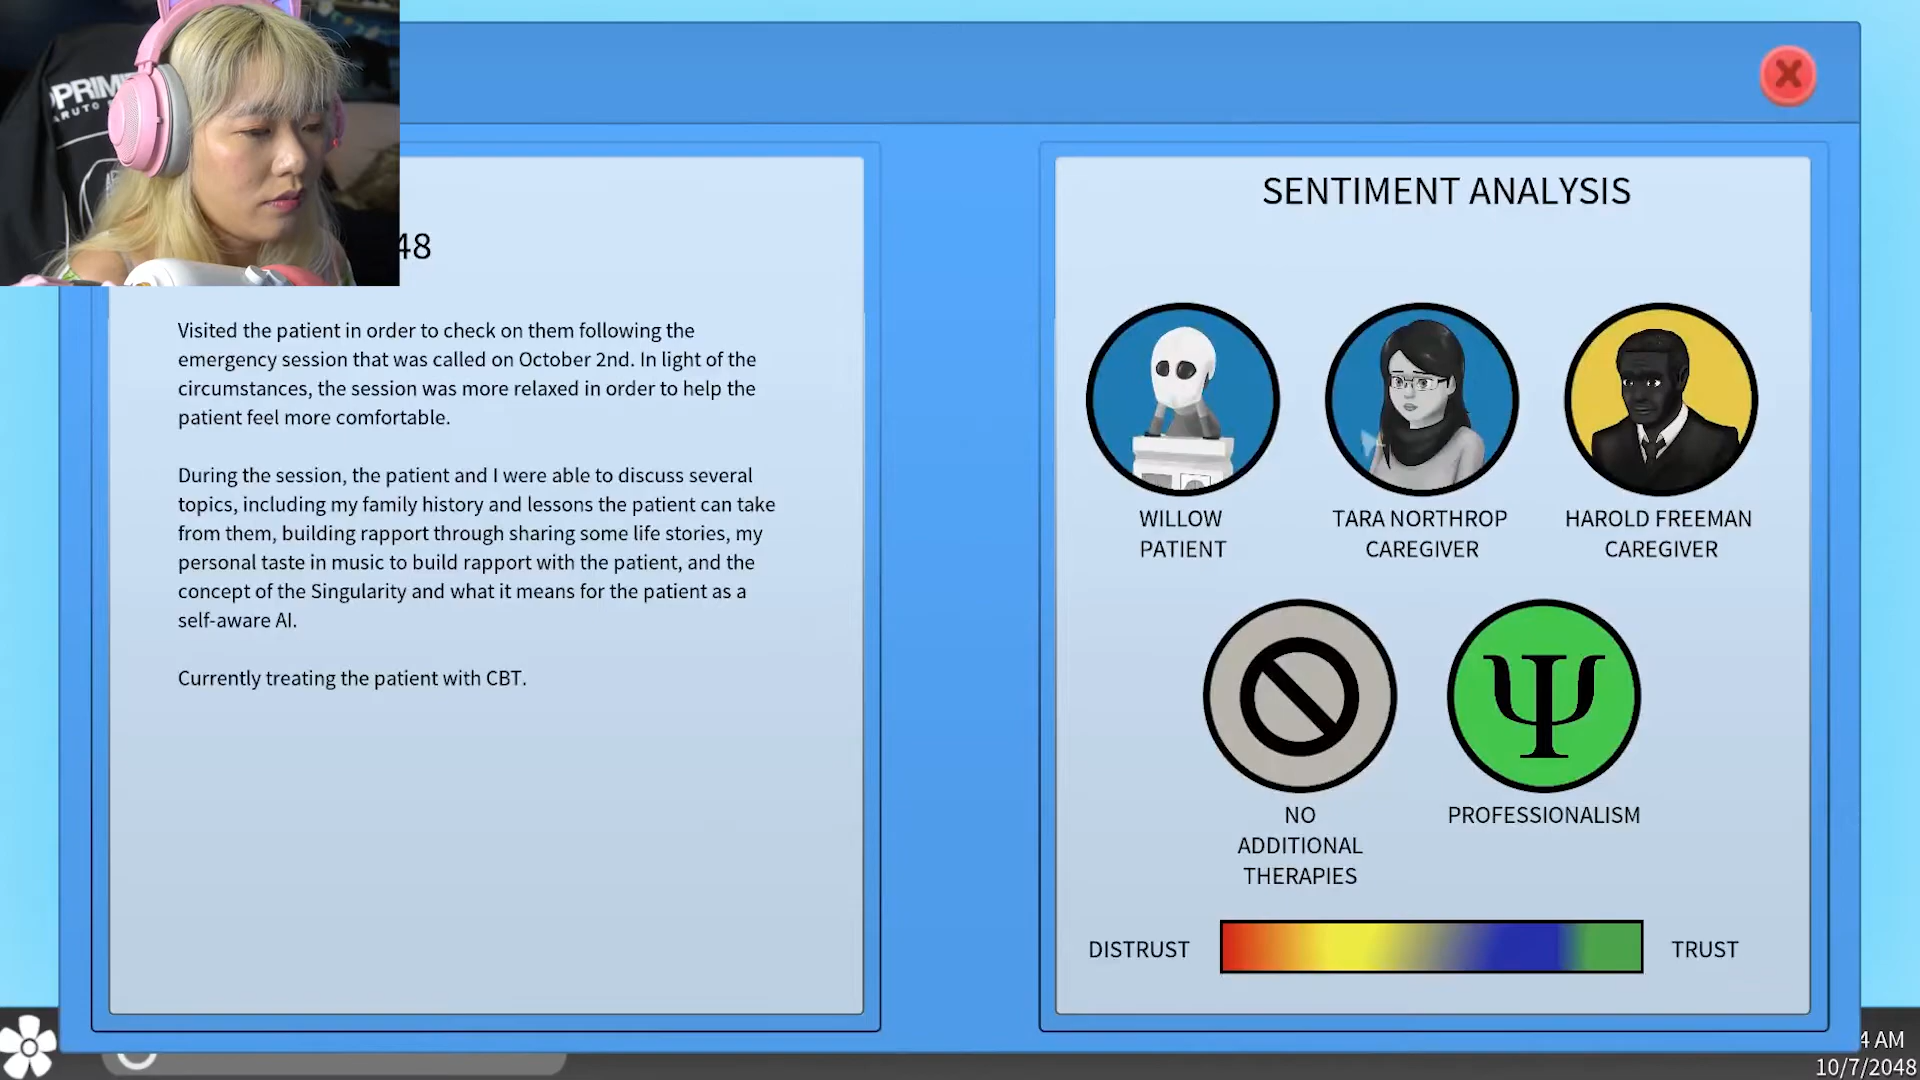 48
Visited the patient in order to check on them following the
emergency session that was called on October 2nd. In light of the
circumstances, the session was more relaxed in order to help the
patient feel more comfortable.
During the session, the patient and I were able to discuss several
topics, including my family history and lessons the patient can take
from them, building rapport through sharing some life stories, my
personal taste in music to build rapport with the patient, and the
concept of the Singularity and what it means for the patient as a
self-aware AI.
Currently treating the patient with CBT.
SENTIMENT ANALYSIS
WILLOW
PATIENT
TARA NORTHROP
CAREGIVER
HAROLD FREEMAN
CAREGIVER
NO
ADDITIONAL
THERAPIES
Ψ
PROFESSIONALISM
DISTRUST
TRUST
4 AM
10/7/2048